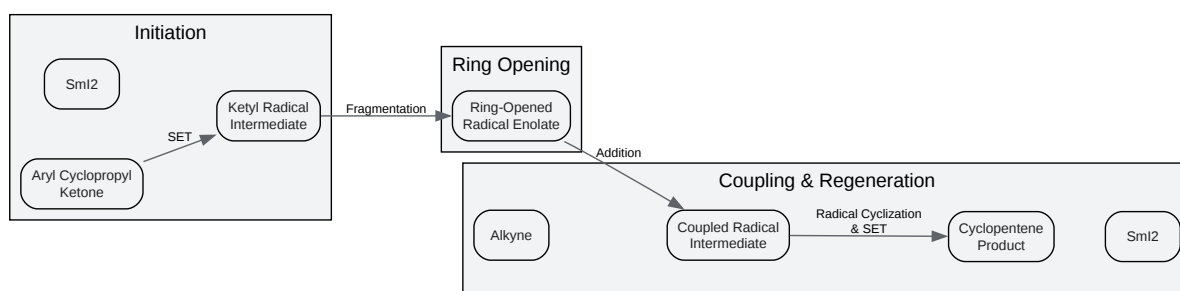 Initiation
SmI2
Ketyl Radical
Intermediate
SET
Aryl Cyclopropyl
Ketone
Fragmentation
Ring Opening
Ring-Opened
Radical Enolate
Addition
Coupling & Regeneration
Alkyne
Coupled Radical
Intermediate
Radical Cyclization
& SET
Cyclopentene
Product
SmI2